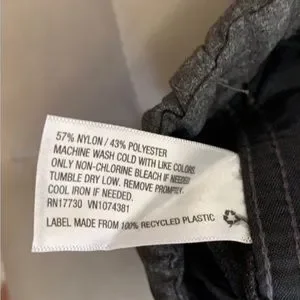 57% NYLON / 43% POLYESTER
MACHINE WASH COLD WITH LIKE COLORS.
ONLY NON-CHLORINE BLEACH IF NEEDED.
TUMBLE DRY LOW. REMOVE PROMPTLY.
COOL IRON IF NEEDED.
RN17730 VN1074381
LABEL MADE FROM 100% RECYCLED PLASTIC